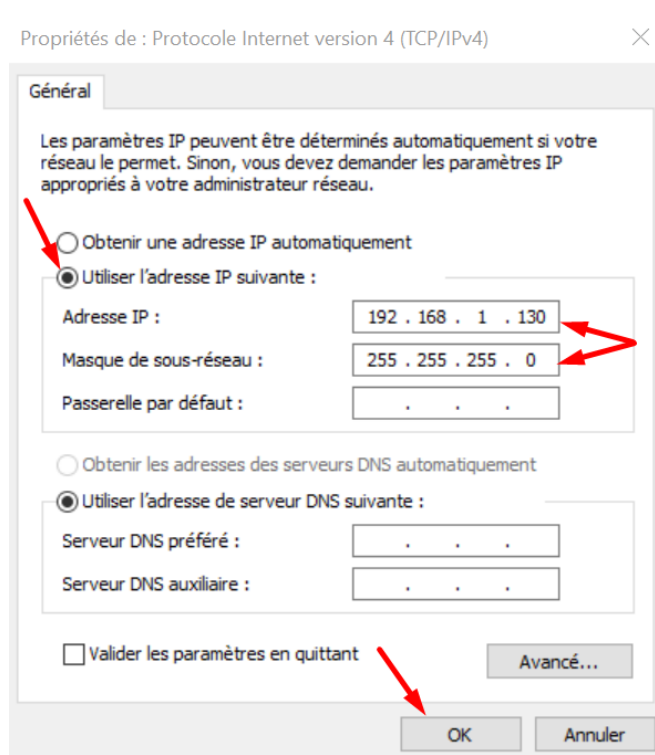 Propriétés de : Protocole Internet version 4 (TCP/IPv4)
Général
Les paramètres IP peuvent être déterminés automatiquement si votre
réseau le permet. Sinon, vous devez demander les paramètres IP
appropriés à votre administrateur réseau.
Obtenir une adresse IP automatiquement
Utiliser l'adresse IP suivante :
Adresse IP : 192 . 168 . 1 . 130
Masque de sous-réseau : 255 . 255 . 255 . 0
Passerelle par défaut : . . .
Obtenir les adresses des serveurs DNS automatiquement
Utiliser l'adresse de serveur DNS suivante :
Serveur DNS préféré : . . .
Serveur DNS auxiliaire : . . .
Valider les paramètres en quittant
Avancé...
OK Annuler